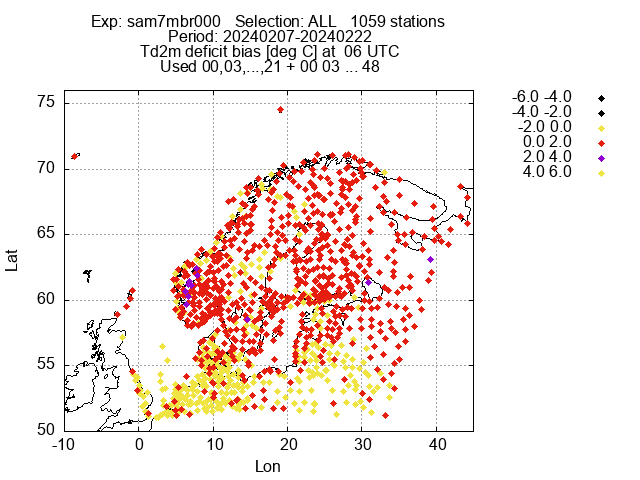 Exp: sam7mbr000   Selection: ALL   1059 stations
Period: 20240207-20240222
Td2m deficit bias [deg C] at  06 UTC
Used 00,03,...,21 + 00 03 ... 48
-6.0 -4.0
-4.0 -2.0
-2.0 0.0
0.0 2.0
2.0 4.0
4.0 6.0
75
70
65
60
55
50
Lat
-10 0 10 20 30 40
Lon